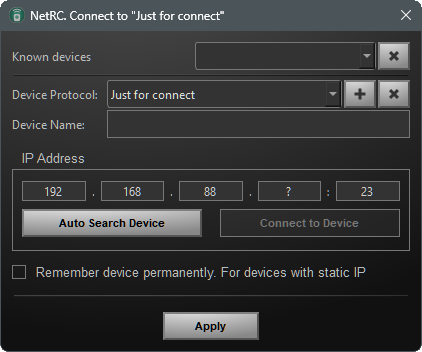 NetRC. Connect to "Just for connect"
Known devices
Device Protocol: Just for connect
Device Name:
IP Address
192 . 168 . 88 . ? : 23
Auto Search Device Connect to Device
Remember device permanently. For devices with static IP
Apply